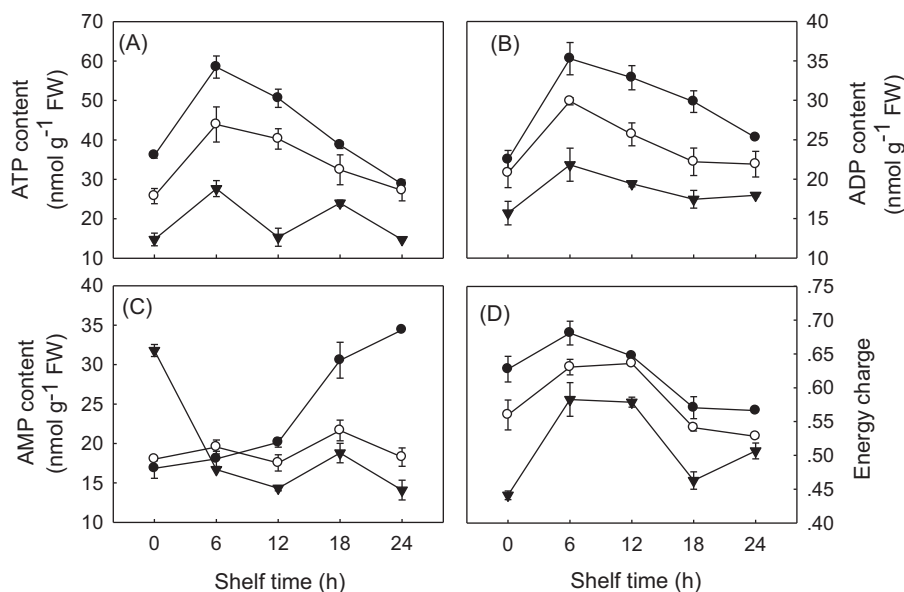 (A)
70
60
50
40
30
20
10
ATP content
(nmol g⁻¹ FW)
(B)
40
35
30
25
20
15
10
ADP content
(nmol g⁻¹ FW)
(C)
40
35
30
25
20
15
10
AMP content
(nmol g⁻¹ FW)
0 6 12 18 24
Shelf time (h)
(D)
.75
.70
.65
.60
.55
.50
.45
.40
Energy charge
0 6 12 18 24
Shelf time (h)